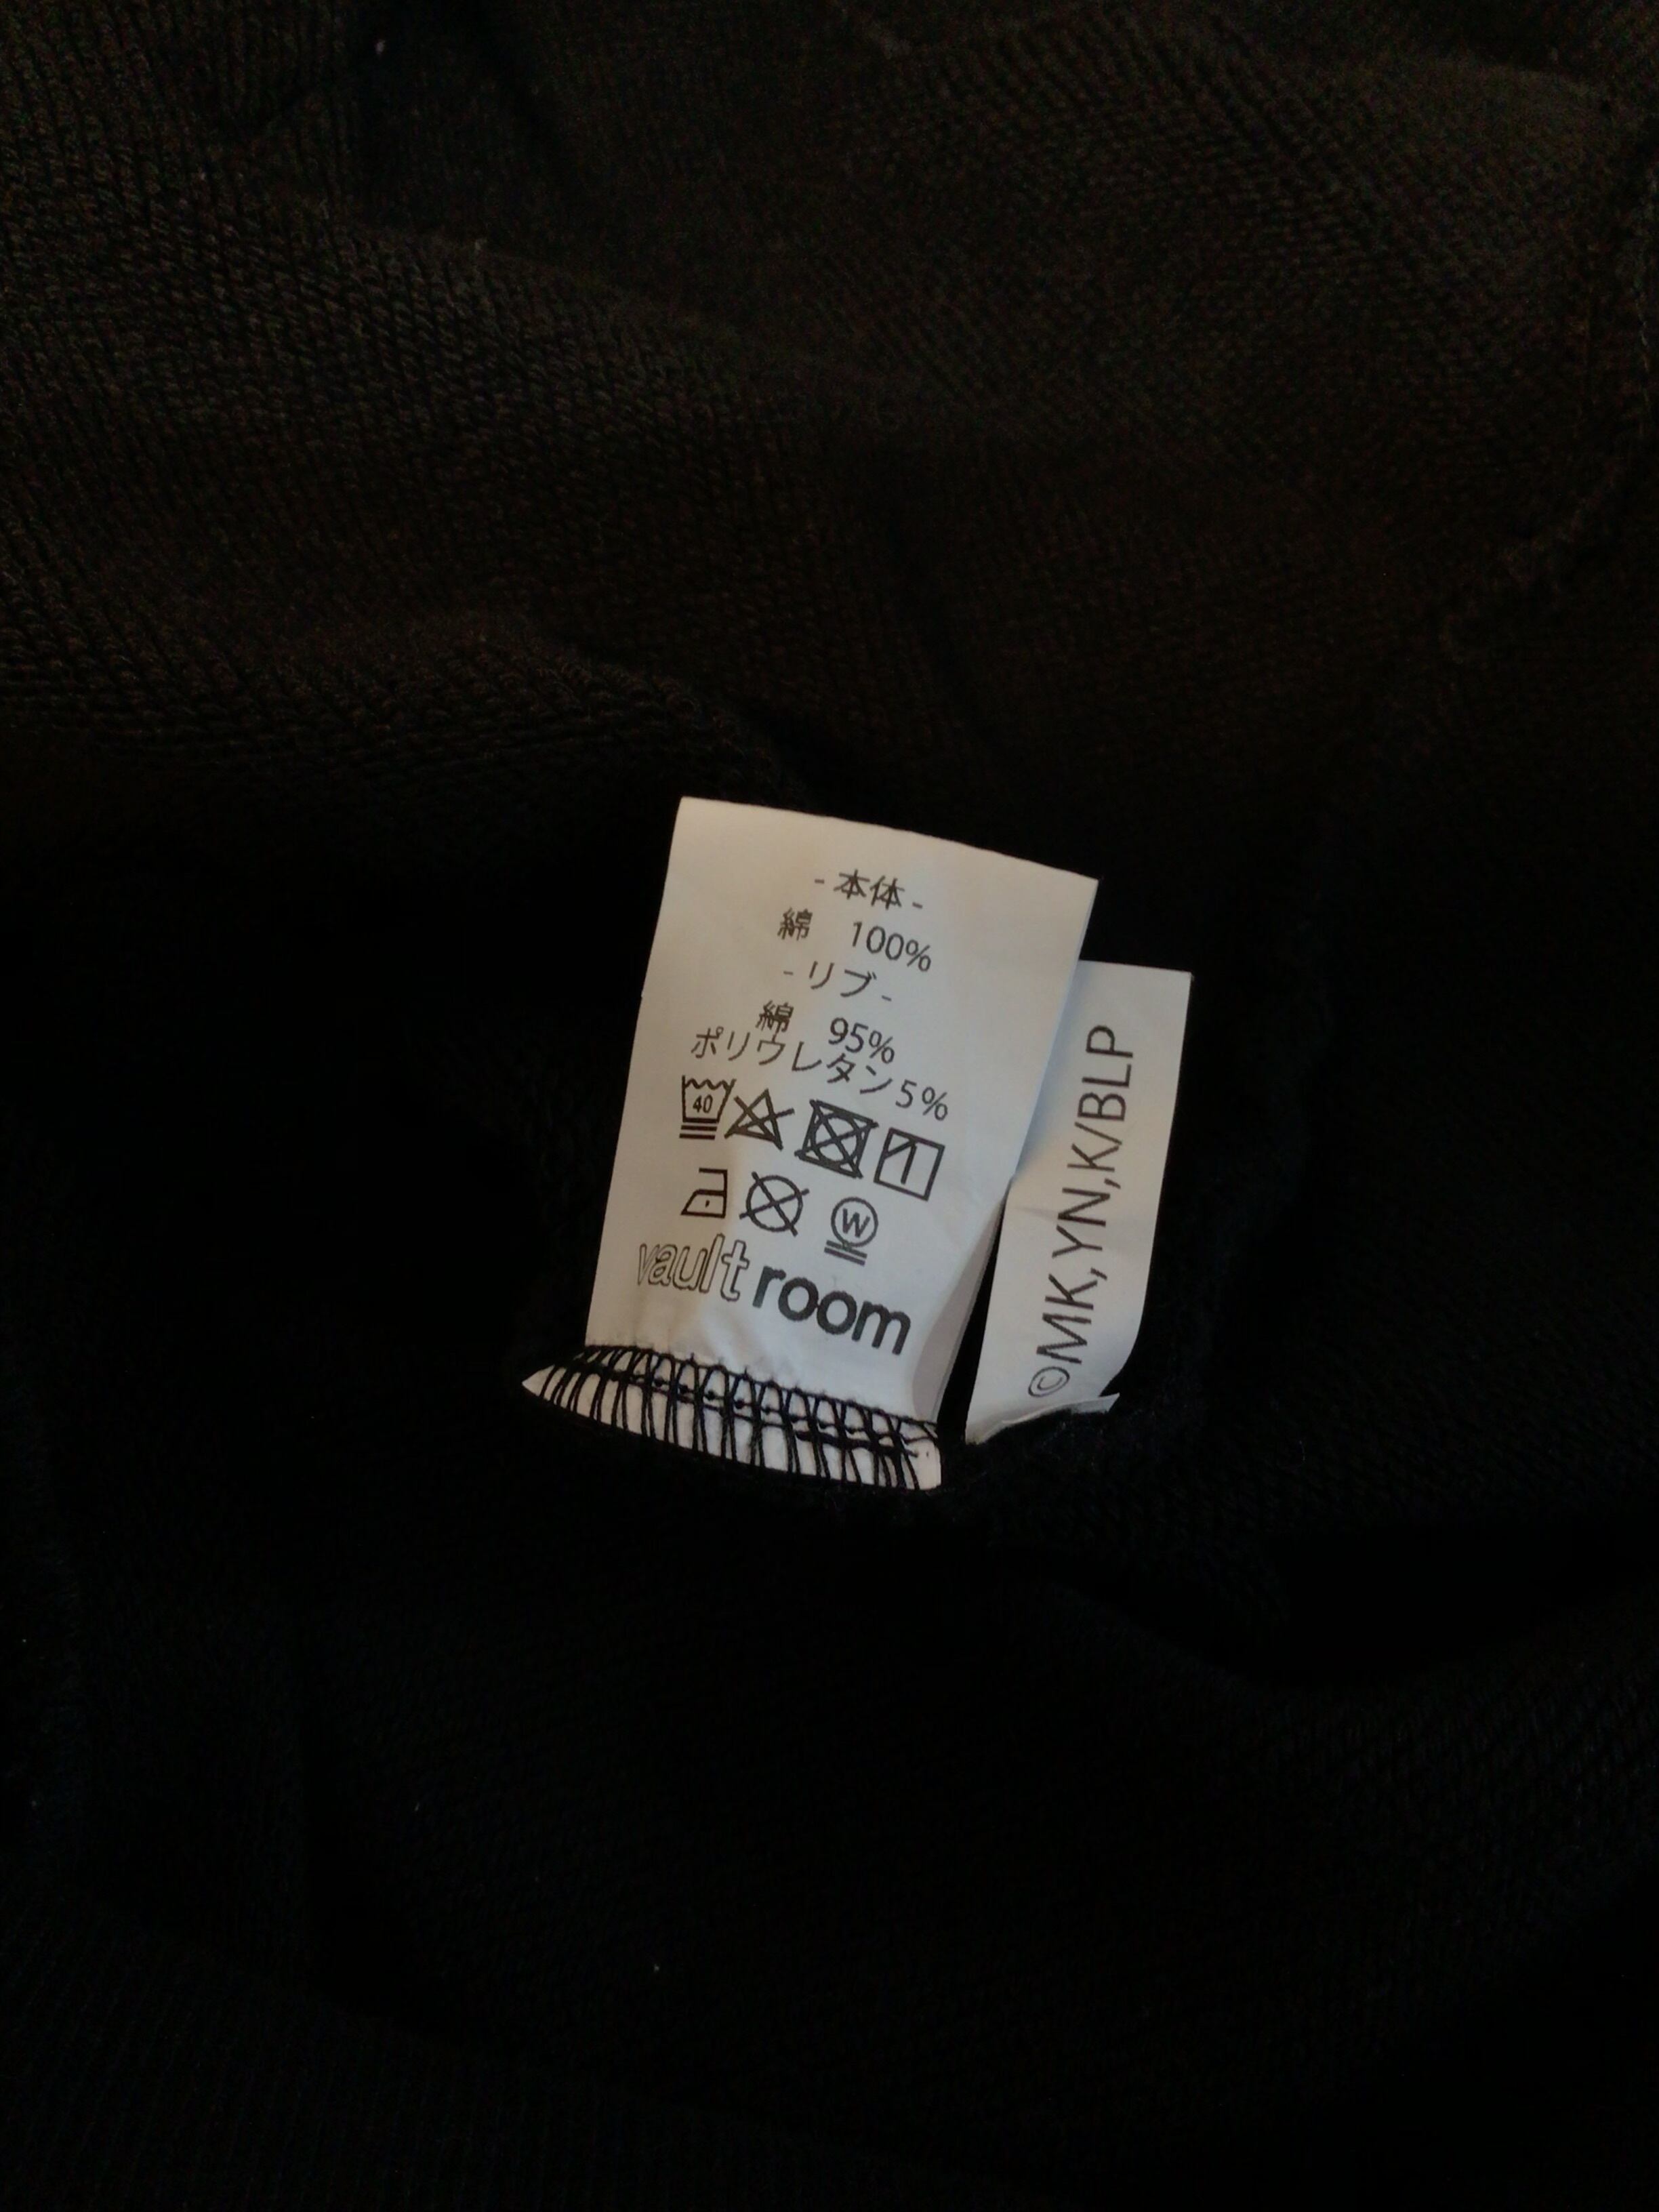 - 本体 -
綿 100%
- リブ -
綿 95%
ポリウレタン 5%
40
W
vault room
©MK,YN,K/BLP